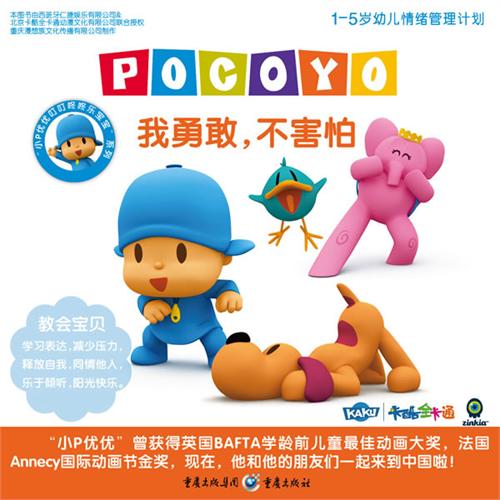 本图书由西班牙仁捷娱乐有限公司&
北京卡酷全卡通动漫文化有限公司联合授权
重庆漫想族文化传播有限公司制作
1-5岁幼儿情绪管理计划
POCOYO
我勇敢，不害怕
“小P优优叮叮咚咚乐宝宝”系列
教会宝贝
学习表达，减少压力，
释放自我，同情他人，
乐于倾听，阳光快乐。
KAKU 卡酷全卡通 zinkia
“小P优优”曾获得英国BAFTA学龄前儿童最佳动画大奖，法国
Annecy国际动画节金奖，现在，他和他的朋友们一起来到中国啦！
重庆出版集团 重庆出版社